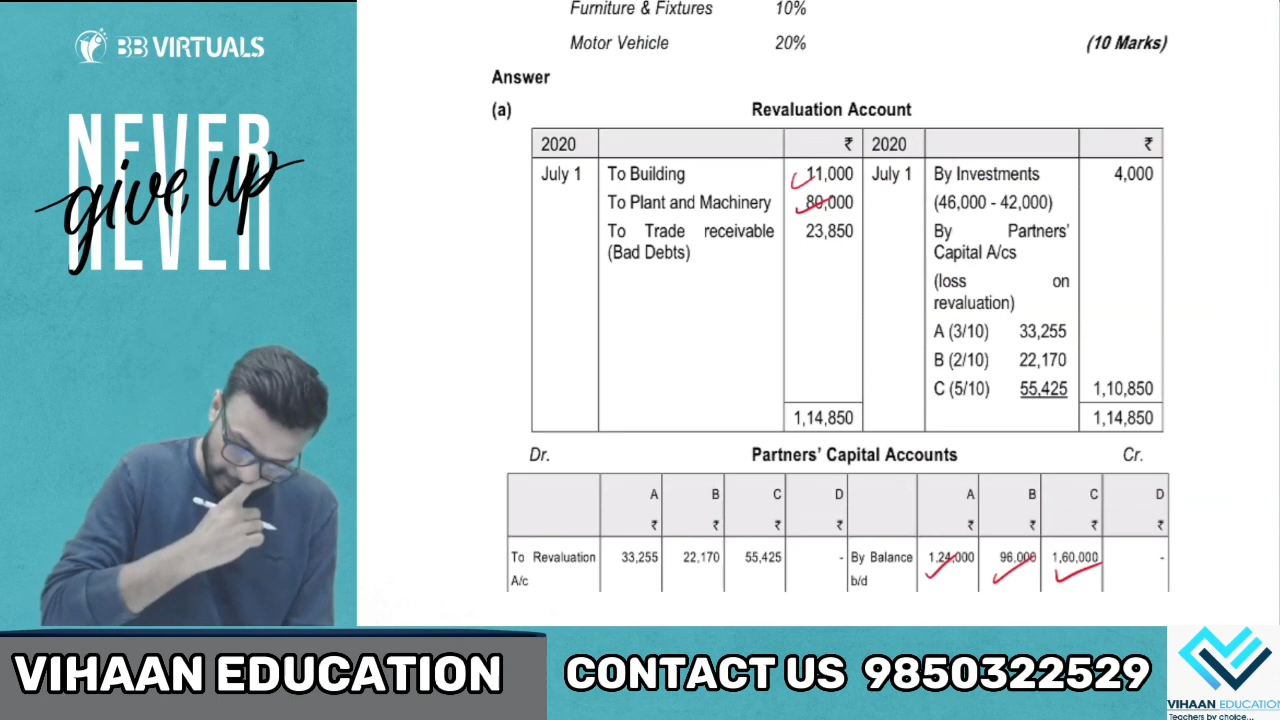 BB VIRTUALS
NEVER
give up
NEVER
Furniture & Fixtures 10%
Motor Vehicle 20% (10 Marks)
Answer
(a) Revaluation Account
2020 ₹ 2020 ₹
July 1 To Building 11,000 July 1 By Investments 4,000
To Plant and Machinery 80,000 (46,000 - 42,000)
To Trade receivable 23,850 By Partners'
(Bad Debts) Capital A/cs
(loss on
revaluation)
A (3/10) 33,255
B (2/10) 22,170
C (5/10) 55,425 1,10,850
1,14,850 1,14,850
Dr. Partners' Capital Accounts Cr.
A B C D A B C D
₹ ₹ ₹ ₹ ₹ ₹ ₹ ₹
To Revaluation 33,255 22,170 55,425 - By Balance 1,24,000 96,000 1,60,000 -
A/c b/d
VIHAAN EDUCATION
CONTACT US 9850322529
VIHAAN EDUCATION
Teachers by choice...